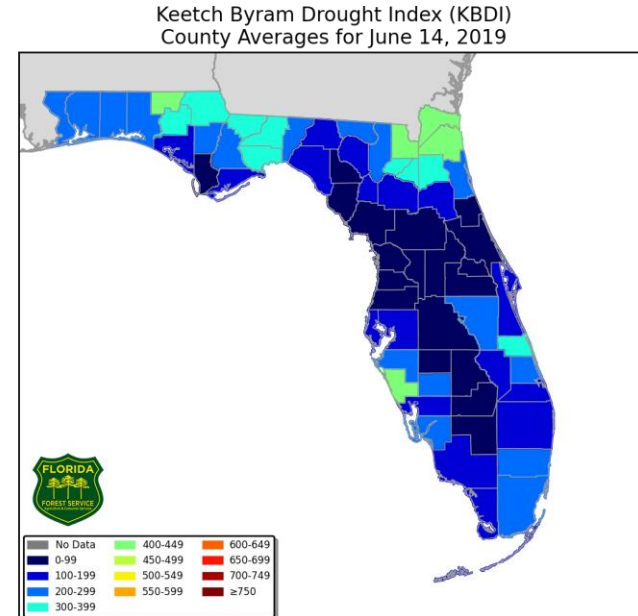 Keetch Byram Drought Index (KBDI)
County Averages for June 14, 2019
FLORIDA
FOREST SERVICE
No Data
0-99
100-199
200-299
300-399
400-449
450-499
500-549
550-599
600-649
650-699
700-749
≥750